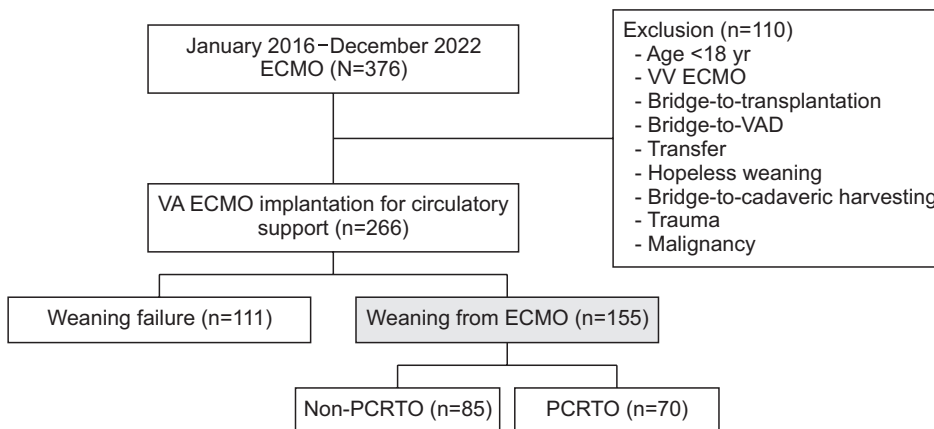 January 2016–December 2022
ECMO (N=376)
Exclusion (n=110)
- Age <18 yr
- VV ECMO
- Bridge-to-transplantation
- Bridge-to-VAD
- Transfer
- Hopeless weaning
- Bridge-to-cadaveric harvesting
- Trauma
- Malignancy
VA ECMO implantation for circulatory
support (n=266)
Weaning failure (n=111)
Weaning from ECMO (n=155)
Non-PCRTO (n=85)
PCRTO (n=70)